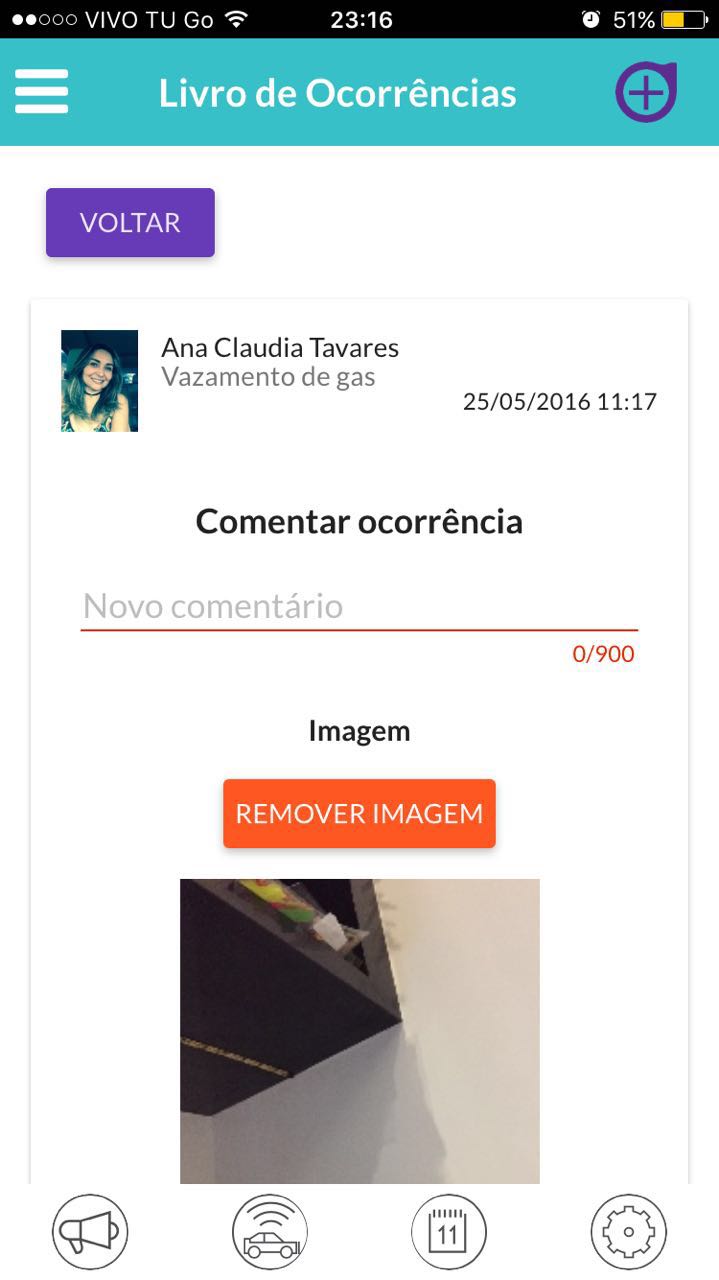 VIVO TU Go
23:16
51%
Livro de Ocorrências
VOLTAR
Ana Claudia Tavares
Vazamento de gas
25/05/2016 11:17
Comentar ocorrência
Novo comentário
0/900
Imagem
REMOVER IMAGEM
11